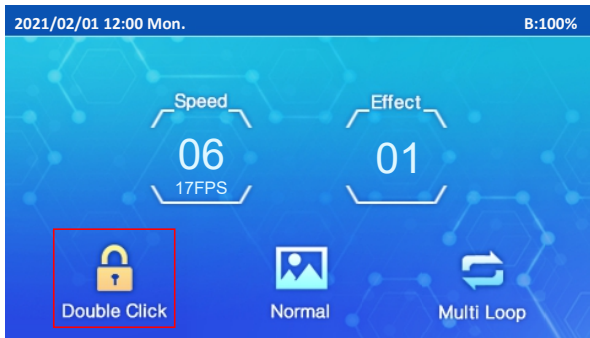 2021/02/01 12:00 Mon. B:100%
Speed Effect
06 01
17FPS
Double Click Normal Multi Loop